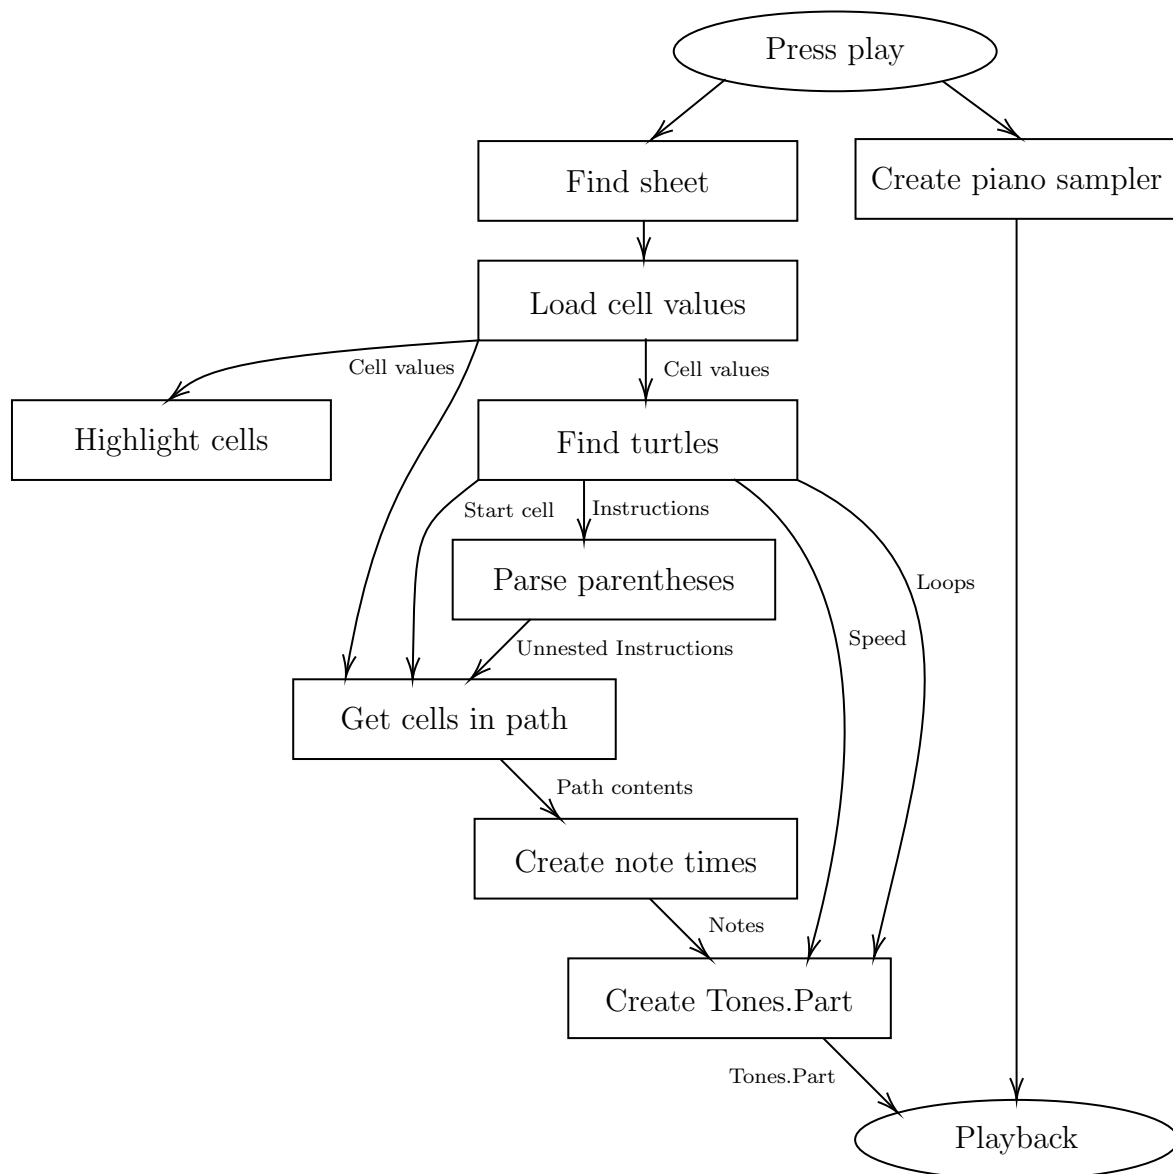 Press play
Find sheet
Create piano sampler
Load cell values
Cell values
Cell values
Highlight cells
Find turtles
Start cell
Instructions
Parse parentheses
Loops
Speed
Unnested Instructions
Get cells in path
Path contents
Create note times
Notes
Create Tones.Part
Tones.Part
Playback